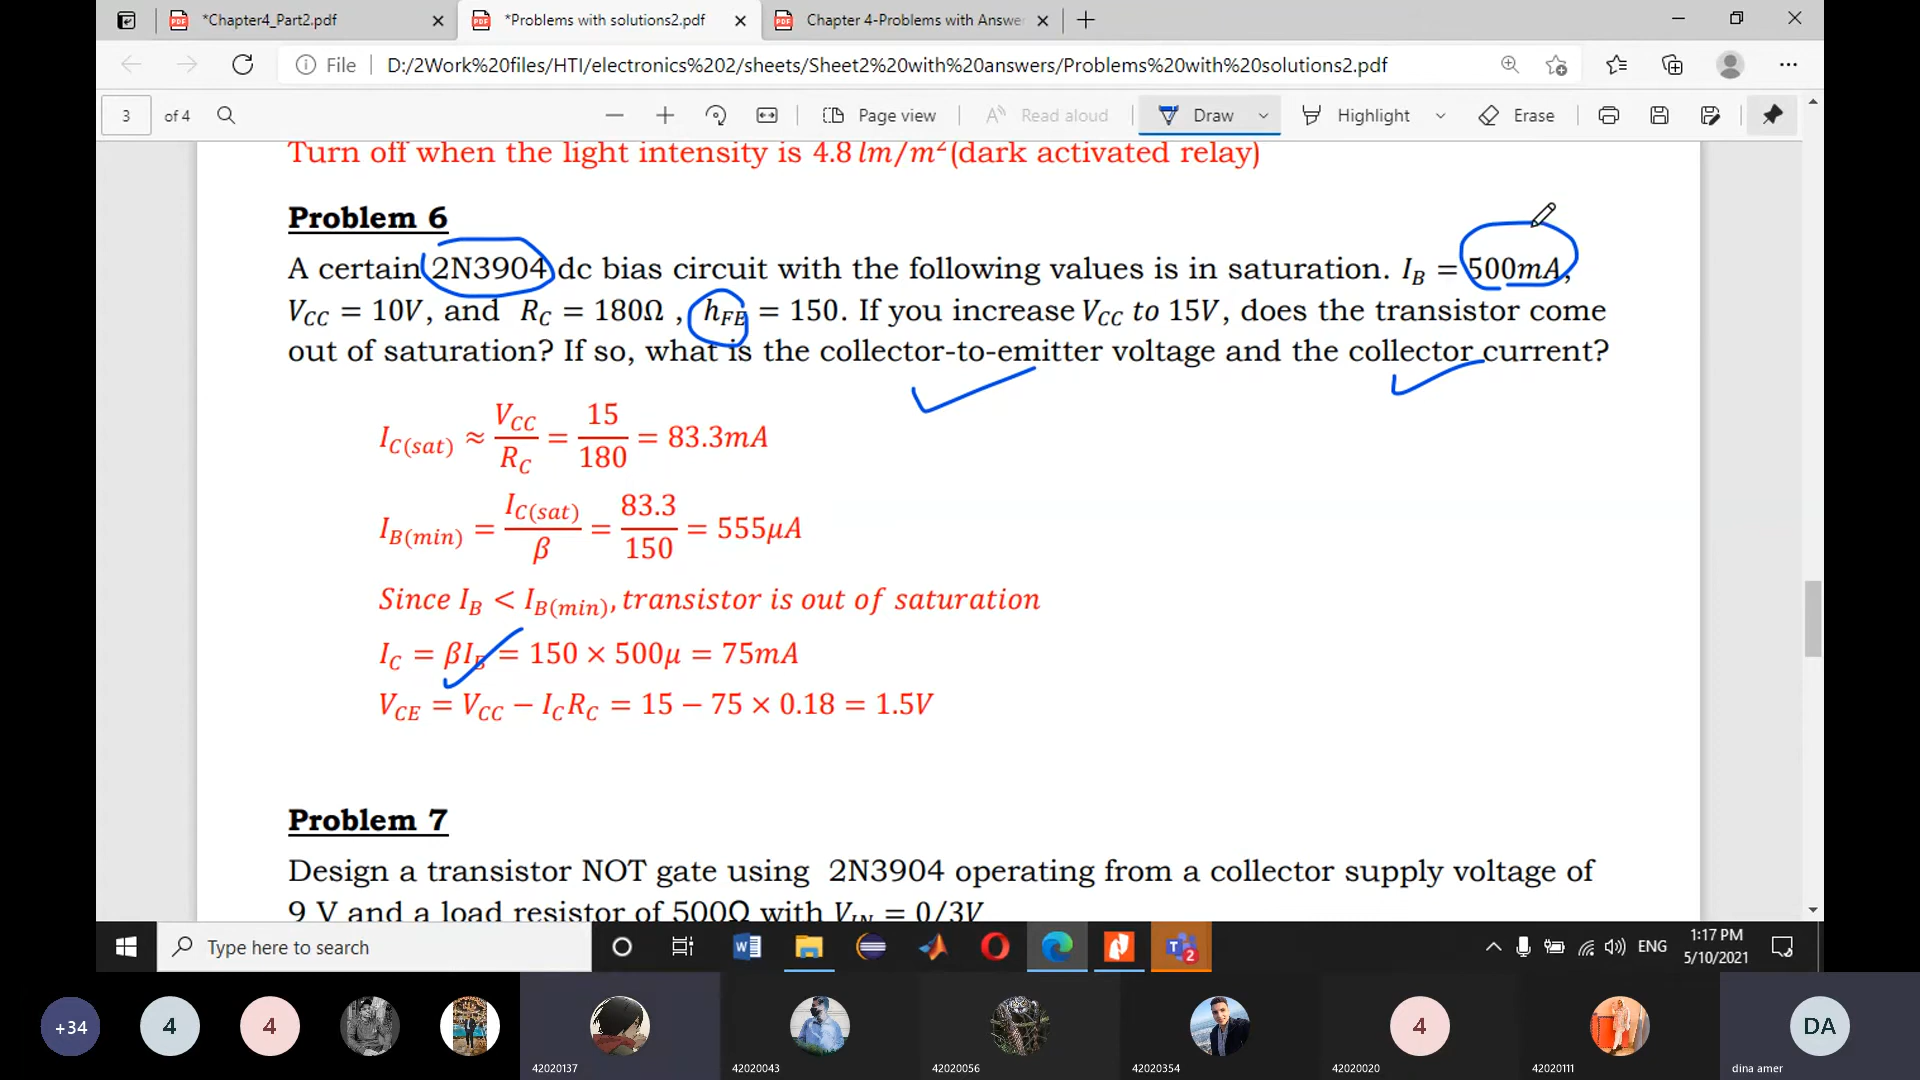 *Chapter4_Part2.pdf
*Problems with solutions2.pdf
Chapter 4-Problems with Answer
File
D:/2Work%20files/HTI/electronics%202/sheets/Sheet2%20with%20answers/Problems%20with%20solutions2.pdf
3 of 4
Page view
Read aloud
Draw
Highlight
Erase
Turn off when the light intensity is 4.8 lm/m²(dark activated relay)
Problem 6
A certain 2N3904 dc bias circuit with the following values is in saturation. I_B = 500mA,
V_CC = 10V, and R_C = 180Ω , h_FE = 150. If you increase V_CC to 15V, does the transistor come
out of saturation? If so, what is the collector-to-emitter voltage and the collector current?
I_C(sat) ≈ V_CC/R_C = 15/180 = 83.3mA
I_B(min) = I_C(sat)/β = 83.3/150 = 555μA
Since I_B < I_B(min), transistor is out of saturation
I_C = βI_B = 150 × 500μ = 75mA
V_CE = V_CC − I_C R_C = 15 − 75 × 0.18 = 1.5V
Problem 7
Design a transistor NOT gate using 2N3904 operating from a collector supply voltage of
9 V and a load resistor of 500Ω with V_IN = 0/3V
Type here to search
ENG
1:17 PM
5/10/2021
2
+34
4
4
4
DA
42020137
42020043
42020056
42020354
42020020
42020111
dina amer